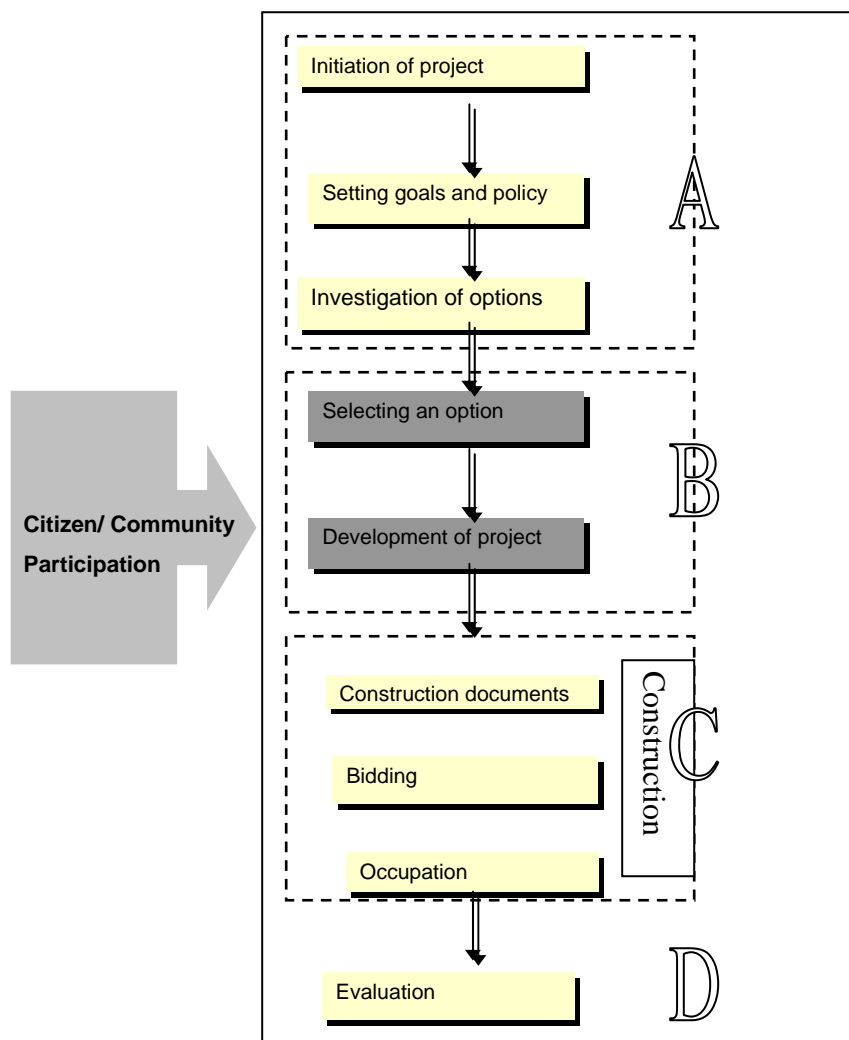 Initiation of project
A
Setting goals and policy
Investigation of options
Selecting an option
B
Citizen/ Community
Participation
Development of project
Construction documents
Construction
C
Bidding
Occupation
D
Evaluation